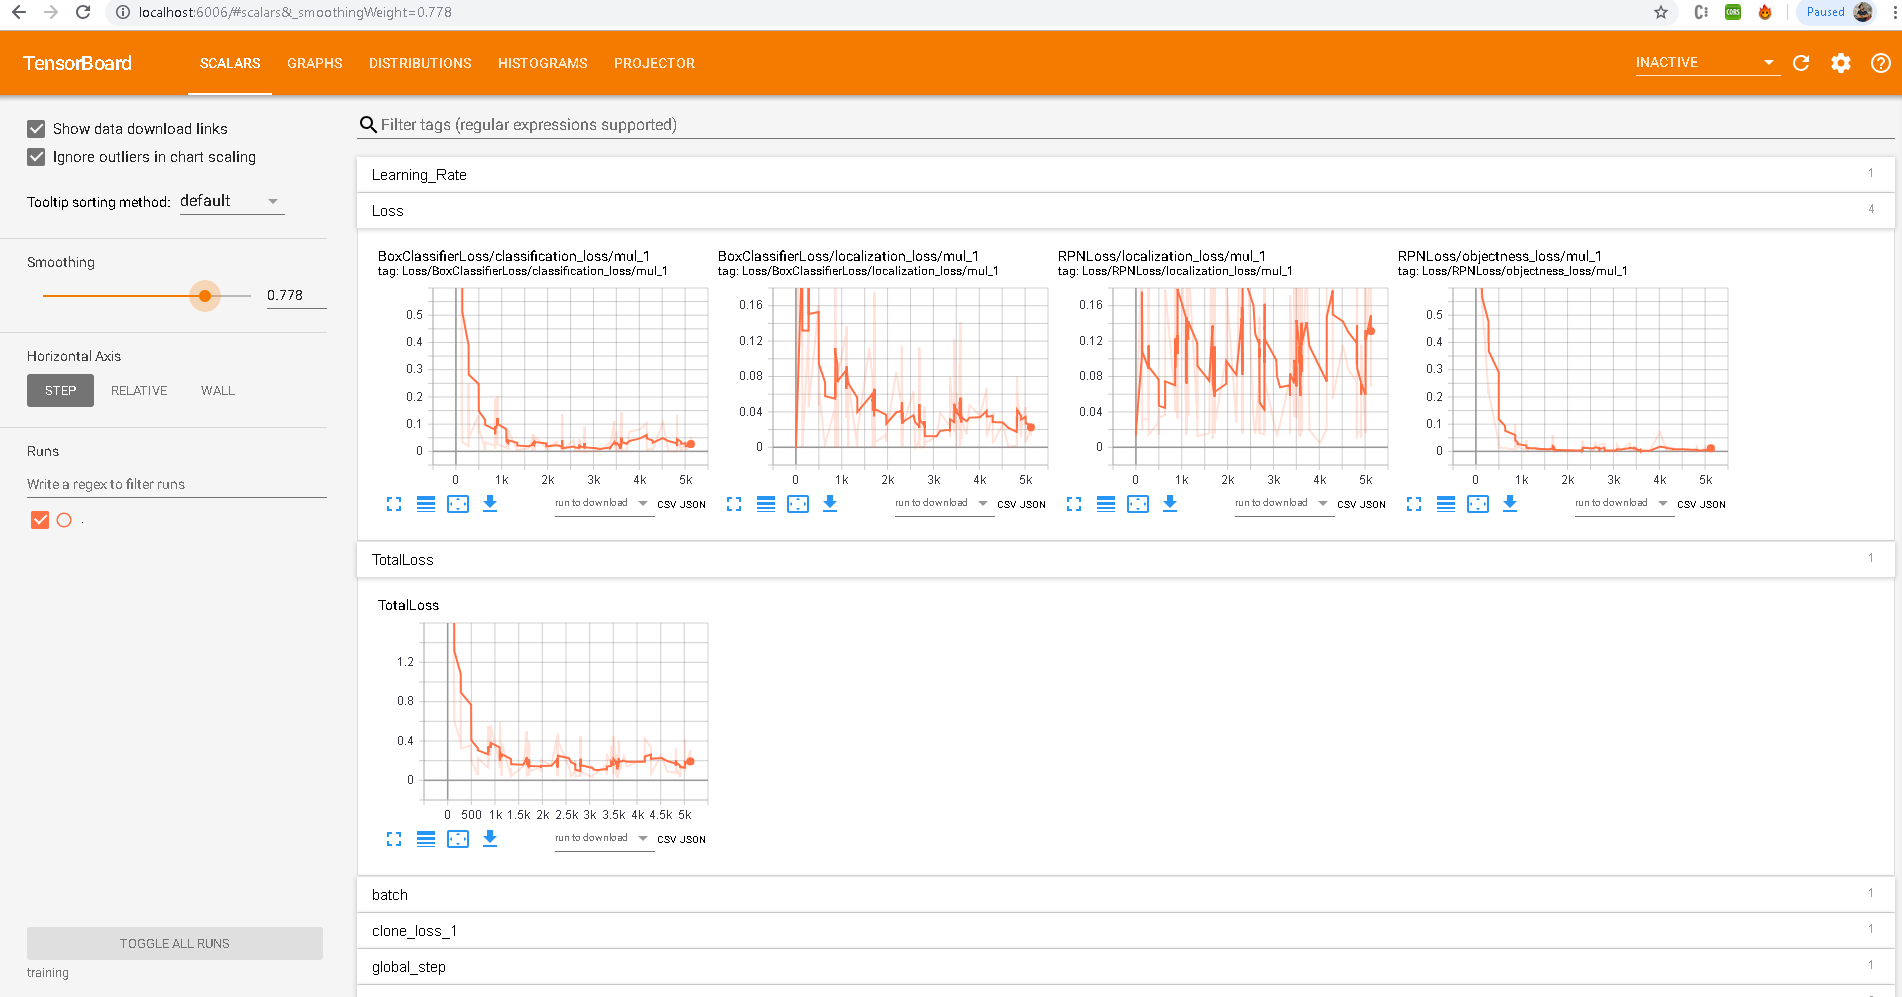 localhost:6006/#scalars&_smoothingWeight=0.778
Paused
TensorBoard
SCALARS GRAPHS DISTRIBUTIONS HISTOGRAMS PROJECTOR
INACTIVE
Show data download links
Ignore outliers in chart scaling
Tooltip sorting method: default
Smoothing
0.778
Horizontal Axis
STEP RELATIVE WALL
Runs
Write a regex to filter runs
.
TOGGLE ALL RUNS
training
Filter tags (regular expressions supported)
Learning_Rate 1
Loss 4
BoxClassifierLoss/classification_loss/mul_1
tag: Loss/BoxClassifierLoss/classification_loss/mul_1
0.5
0.4
0.3
0.2
0.1
0
0 1k 2k 3k 4k 5k
run to download CSV JSON
BoxClassifierLoss/localization_loss/mul_1
tag: Loss/BoxClassifierLoss/localization_loss/mul_1
0.16
0.12
0.08
0.04
0
0 1k 2k 3k 4k 5k
run to download CSV JSON
RPNLoss/localization_loss/mul_1
tag: Loss/RPNLoss/localization_loss/mul_1
0.16
0.12
0.08
0.04
0
0 1k 2k 3k 4k 5k
run to download CSV JSON
RPNLoss/objectness_loss/mul_1
tag: Loss/RPNLoss/objectness_loss/mul_1
0.5
0.4
0.3
0.2
0.1
0
0 1k 2k 3k 4k 5k
run to download CSV JSON
TotalLoss 1
TotalLoss
1.2
0.8
0.4
0
0 500 1k 1.5k 2k 2.5k 3k 3.5k 4k 4.5k 5k
run to download CSV JSON
batch 1
clone_loss_1 1
global_step 1